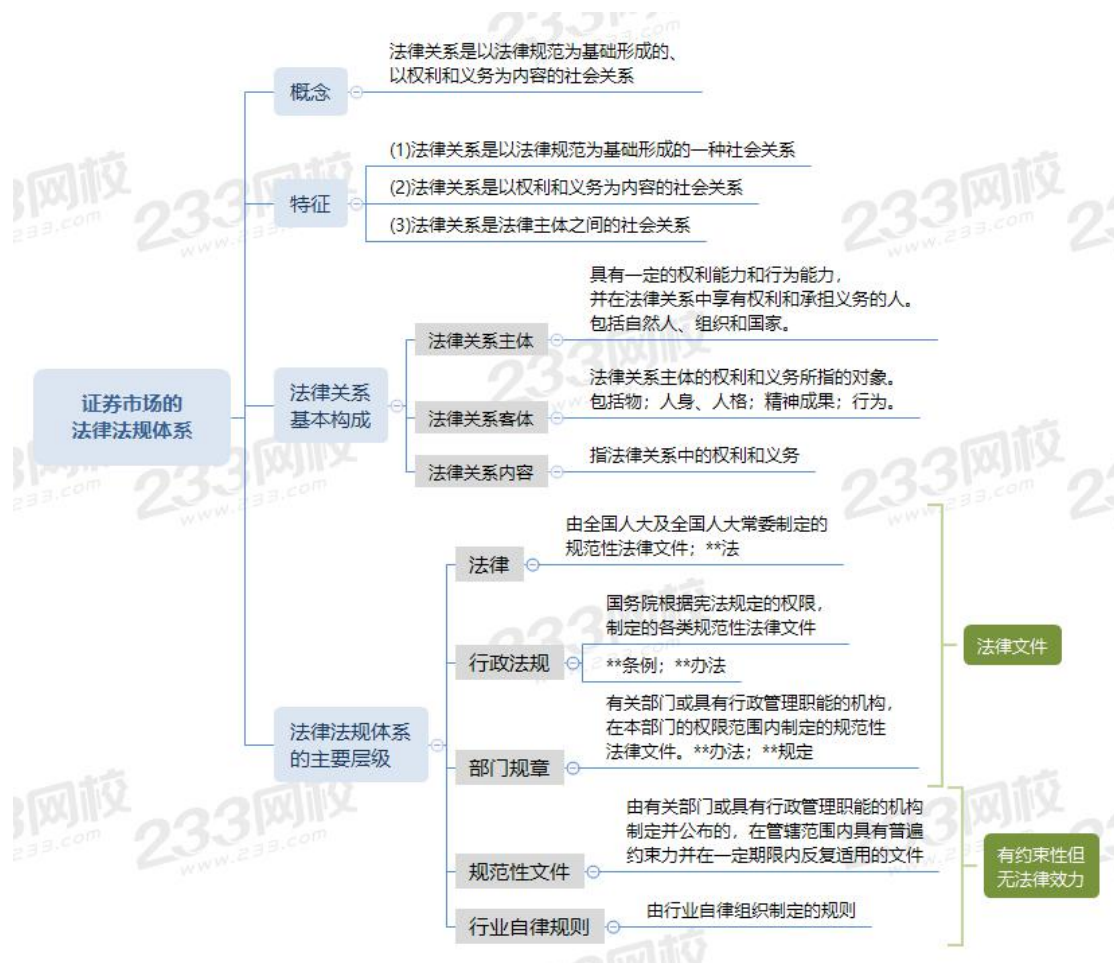 证券市场的
法律法规体系
概念
法律关系是以法律规范为基础形成的、
以权利和义务为内容的社会关系
特征
(1)法律关系是以法律规范为基础形成的一种社会关系
(2)法律关系是以权利和义务为内容的社会关系
(3)法律关系是法律主体之间的社会关系
法律关系
基本构成
法律关系主体
具有一定的权利能力和行为能力，
并在法律关系中享有权利和承担义务的人。
包括自然人、组织和国家。
法律关系客体
法律关系主体的权利和义务所指的对象。
包括物；人身、人格；精神成果；行为。
法律关系内容
指法律关系中的权利和义务
法律法规体系
的主要层级
法律
由全国人大及全国人大常委制定的
规范性法律文件；**法
行政法规
国务院根据宪法规定的权限，
制定的各类规范性法律文件
**条例；**办法
部门规章
有关部门或具有行政管理职能的机构，
在本部门的权限范围内制定的规范性
法律文件。**办法；**规定
规范性文件
由有关部门或具有行政管理职能的机构
制定并公布的，在管辖范围内具有普遍
约束力并在一定期限内反复适用的文件
行业自律规则
由行业自律组织制定的规则
法律文件
有约束性但
无法律效力
233网校
www.233.com